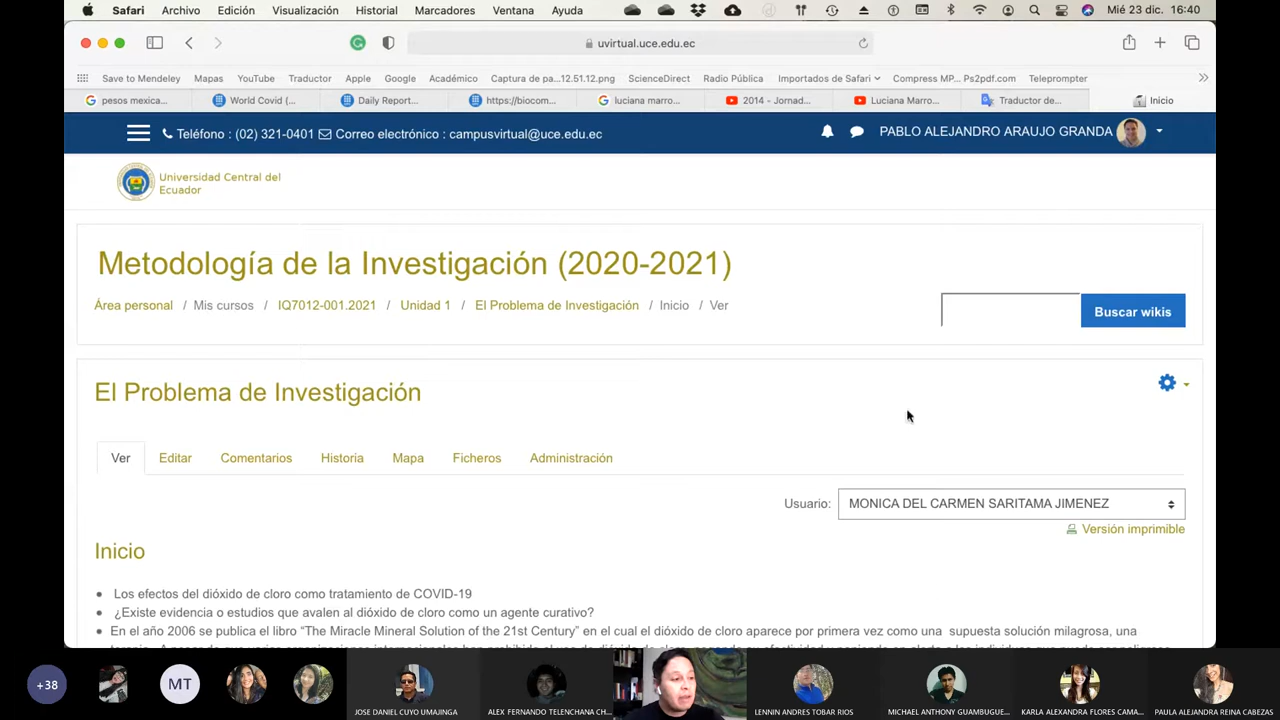 Safari Archivo Edición Visualización Historial Marcadores Ventana Ayuda Mié 23 dic. 16:40
uvirtual.uce.edu.ec
Save to Mendeley Mapas YouTube Traductor Apple Google Académico Captura de pa...12.51.12.png ScienceDirect Radio Pública Importados de Safari Compress MP... Ps2pdf.com Teleprompter
pesos mexica... World Covid (... Daily Report... https://biocom... luciana marro... 2014 - Jornad... Luciana Marro... Traductor de... Inicio
Teléfono : (02) 321-0401 Correo electrónico : campusvirtual@uce.edu.ec PABLO ALEJANDRO ARAUJO GRANDA
Universidad Central del
Ecuador
Metodología de la Investigación (2020-2021)
Área personal / Mis cursos / IQ7012-001.2021 / Unidad 1 / El Problema de Investigación / Inicio / Ver
Buscar wikis
El Problema de Investigación
Ver Editar Comentarios Historia Mapa Ficheros Administración
Usuario: MONICA DEL CARMEN SARITAMA JIMENEZ
Versión imprimible
Inicio
• Los efectos del dióxido de cloro como tratamiento de COVID-19
• ¿Existe evidencia o estudios que avalen al dióxido de cloro como un agente curativo?
• En el año 2006 se publica el libro “The Miracle Mineral Solution of the 21st Century” en el cual el dióxido de cloro aparece por primera vez como una supuesta solución milagrosa, una
+38 MT
JOSE DANIEL CUYO UMAJINGA ALEX FERNANDO TELENCHANA CH... LENNIN ANDRES TOBAR RIOS MICHAEL ANTHONY GUAMBUGUE... KARLA ALEXANDRA FLORES CAMA... PAULA ALEJANDRA REINA CABEZAS